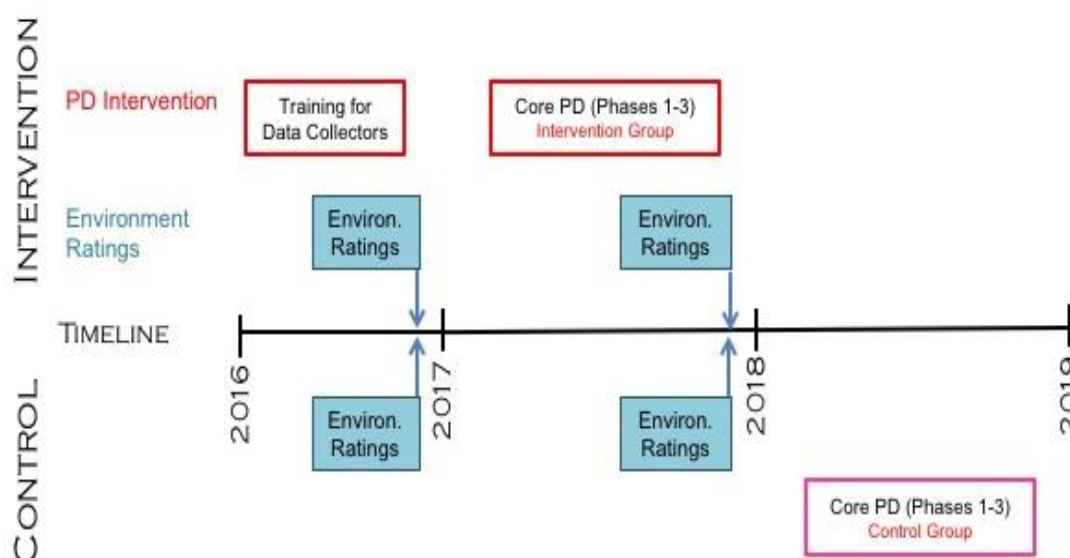 INTERVENTION
PD Intervention
Training for
Data Collectors
Core PD (Phases 1-3)
Intervention Group
Environment
Ratings
Environ.
Ratings
Environ.
Ratings
TIMELINE
2016
2017
2018
2019
CONTROL
Environ.
Ratings
Environ.
Ratings
Core PD (Phases 1-3)
Control Group